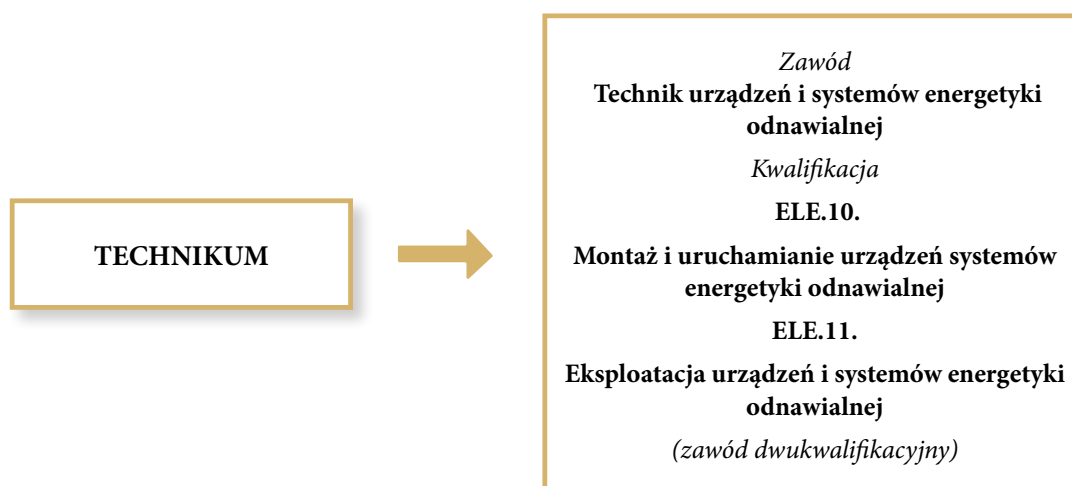 TECHNIKUM
Zawód
Technik urządzeń i systemów energetyki
odnawialnej
Kwalifikacja
ELE.10.
Montaż i uruchamianie urządzeń systemów
energetyki odnawialnej
ELE.11.
Eksploatacja urządzeń i systemów energetyki
odnawialnej
(zawód dwukwalifikacyjny)